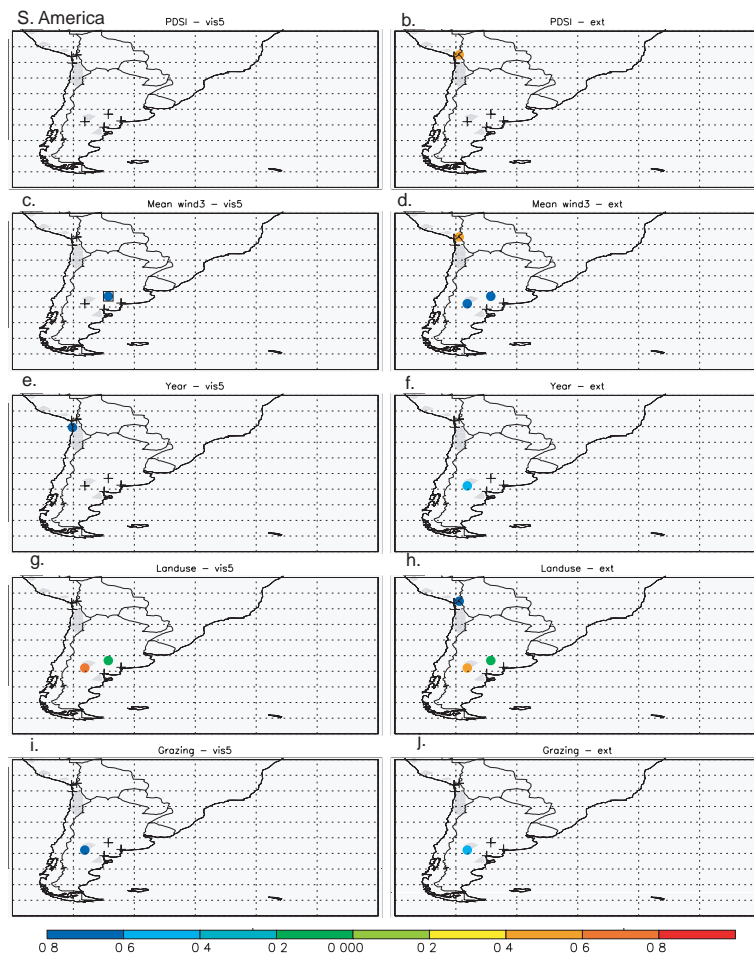 S. America
PDSI – vis5
b.
PDSI – ext
c.
Mean wind3 – vis5
d.
Mean wind3 – ext
e.
Year – vis5
f.
Year – ext
g.
Landuse – vis5
h.
Landuse – ext
i.
Grazing – vis5
J.
Grazing – ext
0 8 0 6 0 4 0 2 0 000 0 2 0 4 0 6 0 8